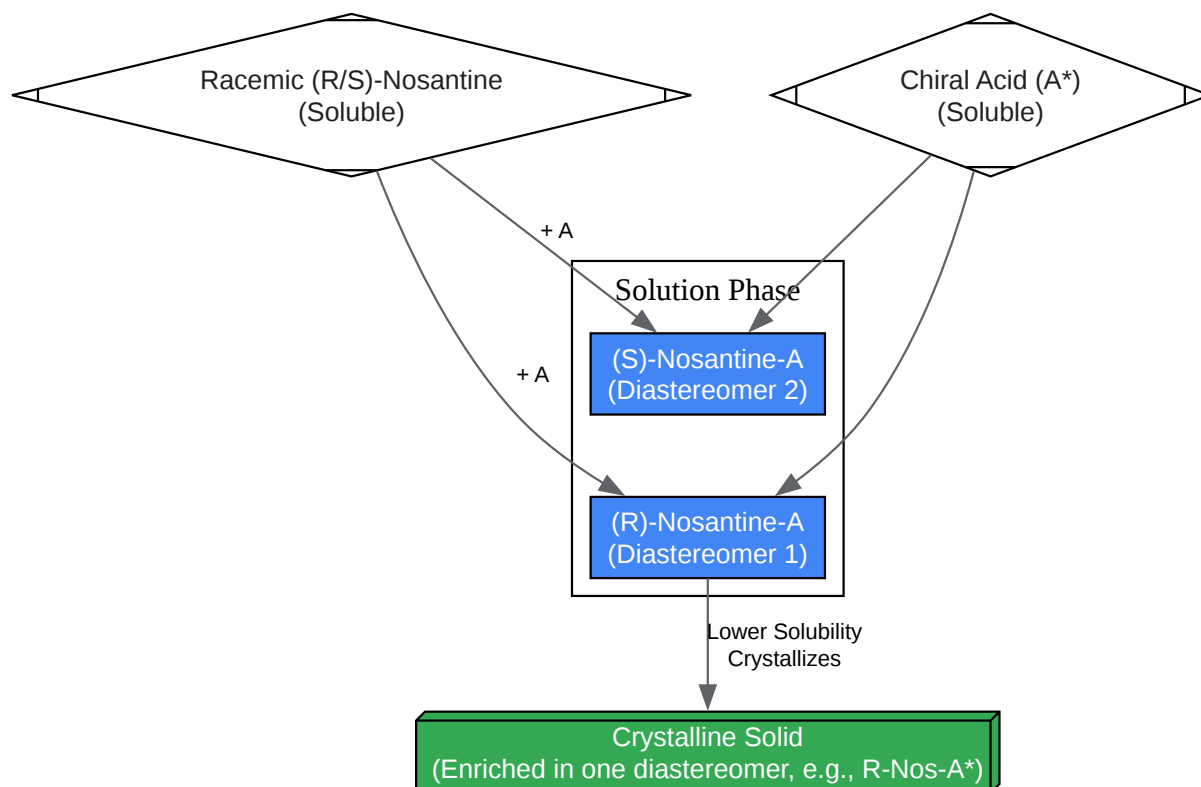 Racemic (R/S)-Nosantine
(Soluble)
Chiral Acid (A*)
(Soluble)
+ A
Solution Phase
(S)-Nosantine-A
(Diastereomer 2)
+ A
(R)-Nosantine-A
(Diastereomer 1)
Lower Solubility
Crystallizes
Crystalline Solid
(Enriched in one diastereomer, e.g., R-Nos-A*)